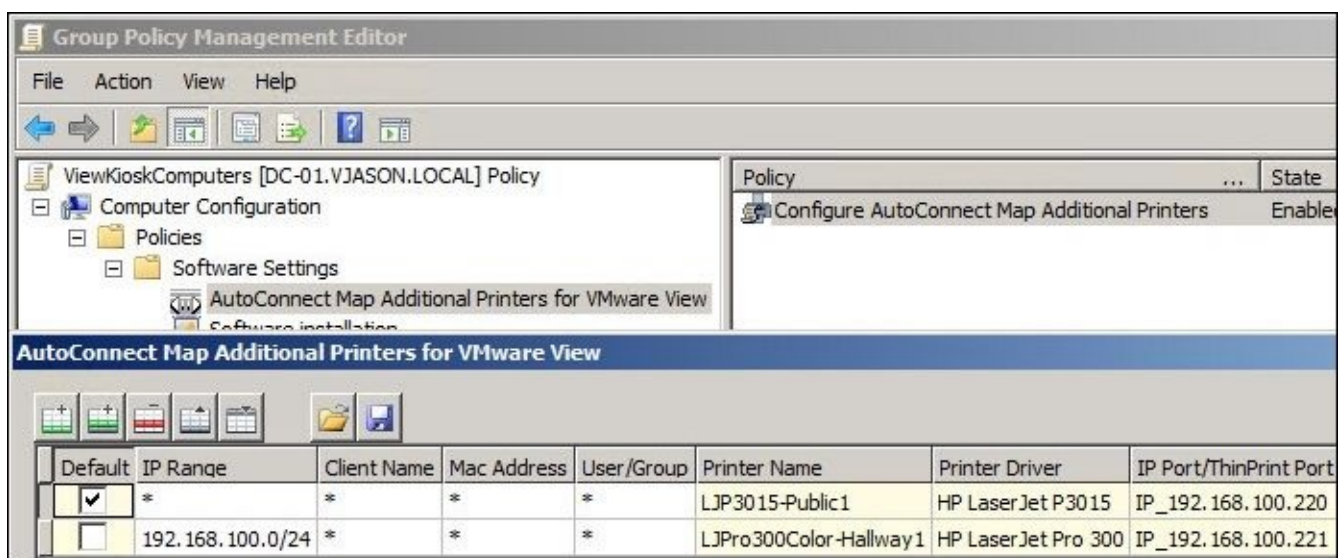 Group Policy Management Editor
File Action View Help
ViewKioskComputers [DC-01.VJASON.LOCAL] Policy
Computer Configuration
Policies
Software Settings
AutoConnect Map Additional Printers for VMware View
Software installation
Policy ... State
Configure AutoConnect Map Additional Printers Enable
AutoConnect Map Additional Printers for VMware View
Default IP Range Client Name Mac Address User/Group Printer Name Printer Driver IP Port/ThinPrint Port
* * * * LJP3015-Public1 HP LaserJet P3015 IP_192.168.100.220
192.168.100.0/24 * * * LJPro300Color-Hallway1 HP LaserJet Pro 300 IP_192.168.100.221